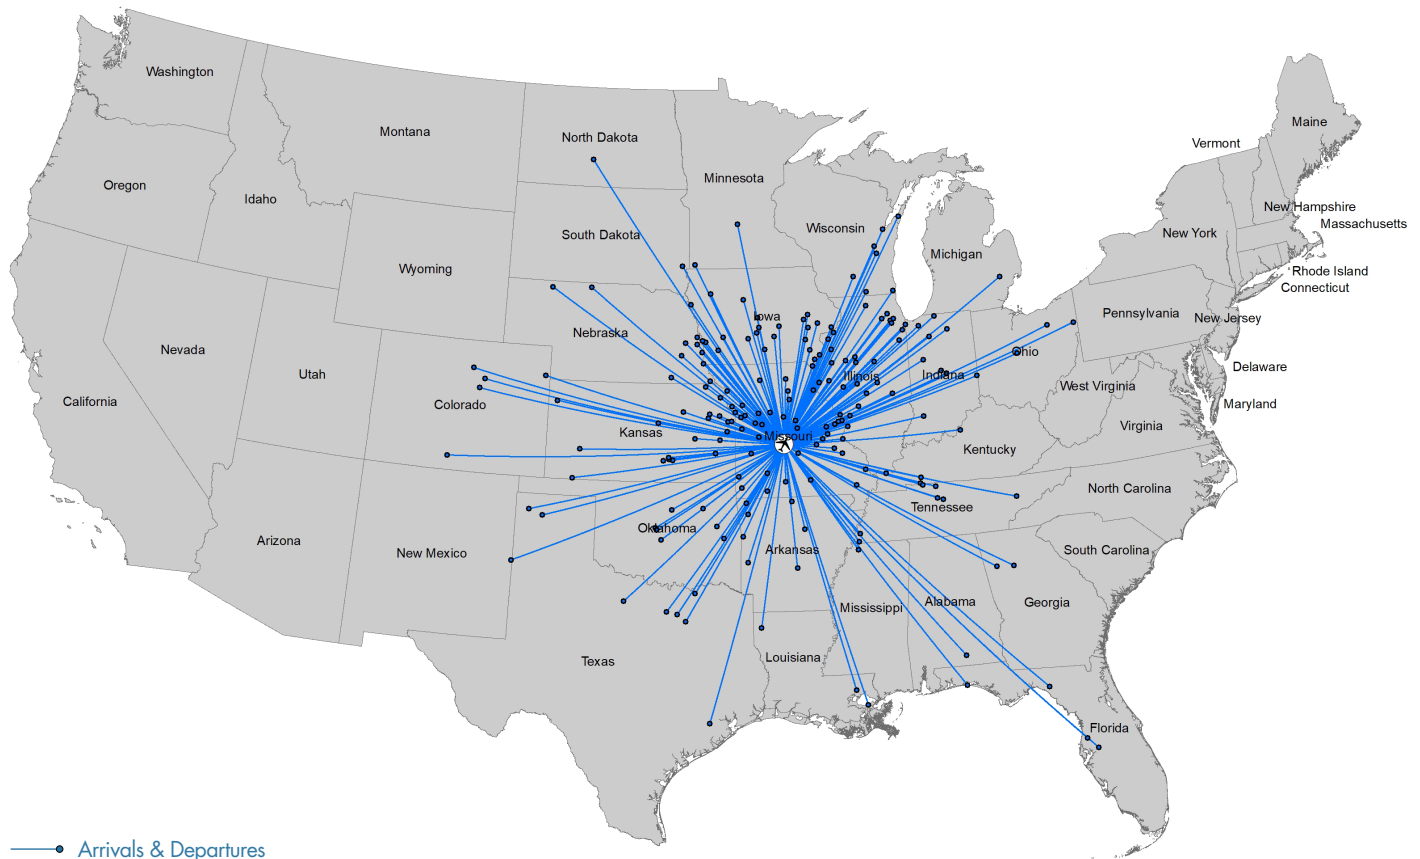 Washington
Maine
Montana
North Dakota
Vermont
Minnesota
Oregon
Idaho
New Hampshire
Massachusetts
Wisconsin
New York
South Dakota
Michigan
Wyoming
Rhode Island
Connecticut
Pennsylvania
Iowa
New Jersey
Nebraska
Nevada
Ohio
Delaware
Utah
Illinois
Indiana
West Virginia
California
Colorado
Maryland
Virginia
Kansas
Missouri
Kentucky
North Carolina
Tennessee
Oklahoma
Arizona
New Mexico
Arkansas
South Carolina
Mississippi
Alabama
Georgia
Texas
Louisiana
Florida
Arrivals & Departures